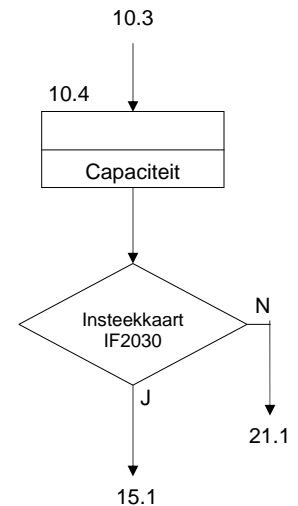 10.3
10.4
Capaciteit
Insteekkaart
IF2030
N
J
21.1
15.1